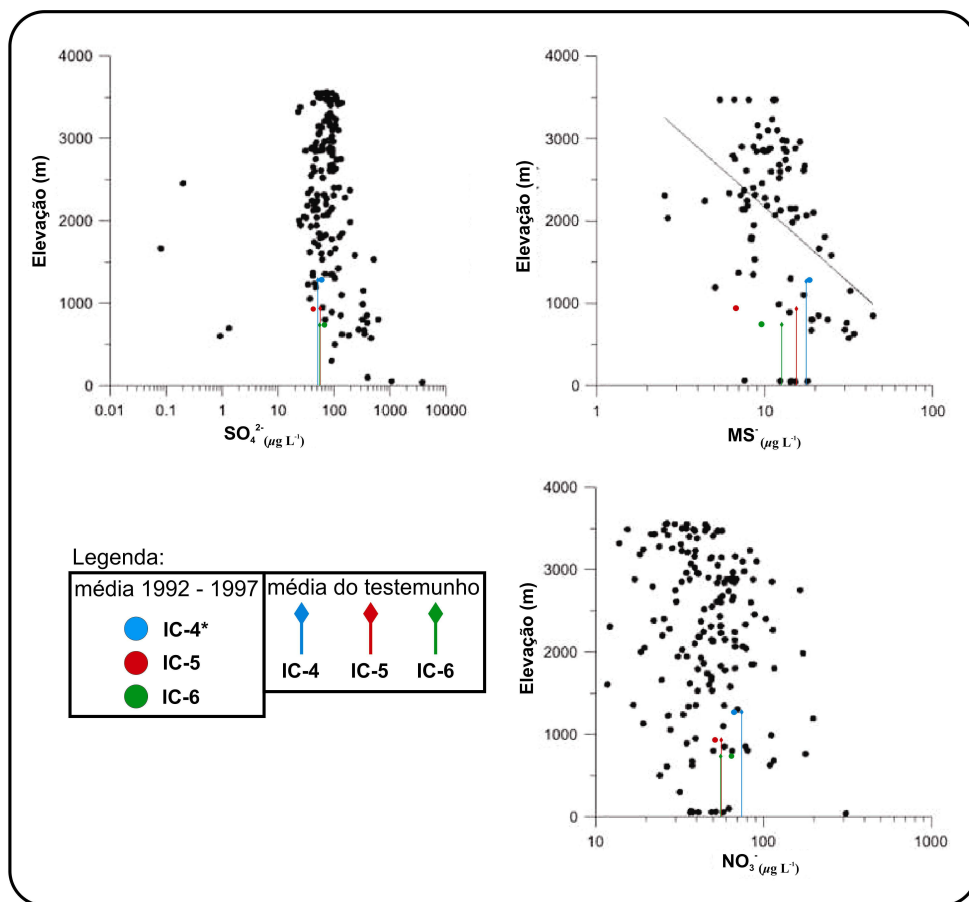 4000
3000
2000
1000
0
Elevação (m)
0.01 0.1 1 10 100 1000 10000
SO₄²⁻ (µg L⁻¹)
4000
3000
2000
1000
0
Elevação (m)
1 10 100
MS⁻ (µg L⁻¹)
4000
3000
2000
1000
0
Elevação (m)
10 100 1000
NO₃⁻ (µg L⁻¹)
Legenda:
média 1992 - 1997
IC-4*
IC-5
IC-6
média do testemunho
IC-4 IC-5 IC-6